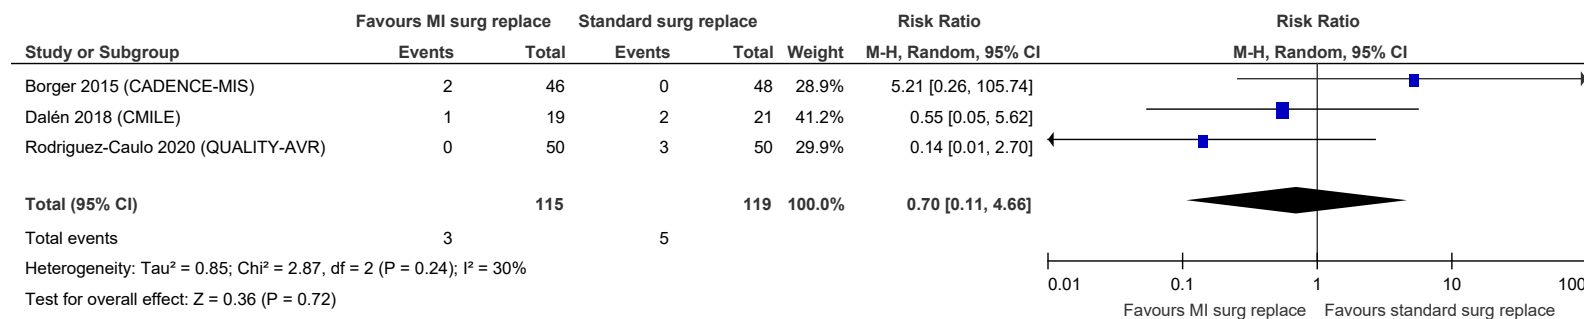 Favours MI surg replace Standard surg replace Risk Ratio Risk Ratio
Study or Subgroup Events Total Events Total Weight M-H, Random, 95% CI M-H, Random, 95% CI
Borger 2015 (CADENCE-MIS) 2 46 0 48 28.9% 5.21 [0.26, 105.74]
Dalén 2018 (CMILE) 1 19 2 21 41.2% 0.55 [0.05, 5.62]
Rodriguez-Caulo 2020 (QUALITY-AVR) 0 50 3 50 29.9% 0.14 [0.01, 2.70]
Total (95% CI) 115 119 100.0% 0.70 [0.11, 4.66]
Total events 3 5
Heterogeneity: Tau² = 0.85; Chi² = 2.87, df = 2 (P = 0.24); I² = 30%
Test for overall effect: Z = 0.36 (P = 0.72)
0.01 0.1 1 10 100
Favours MI surg replace Favours standard surg replace